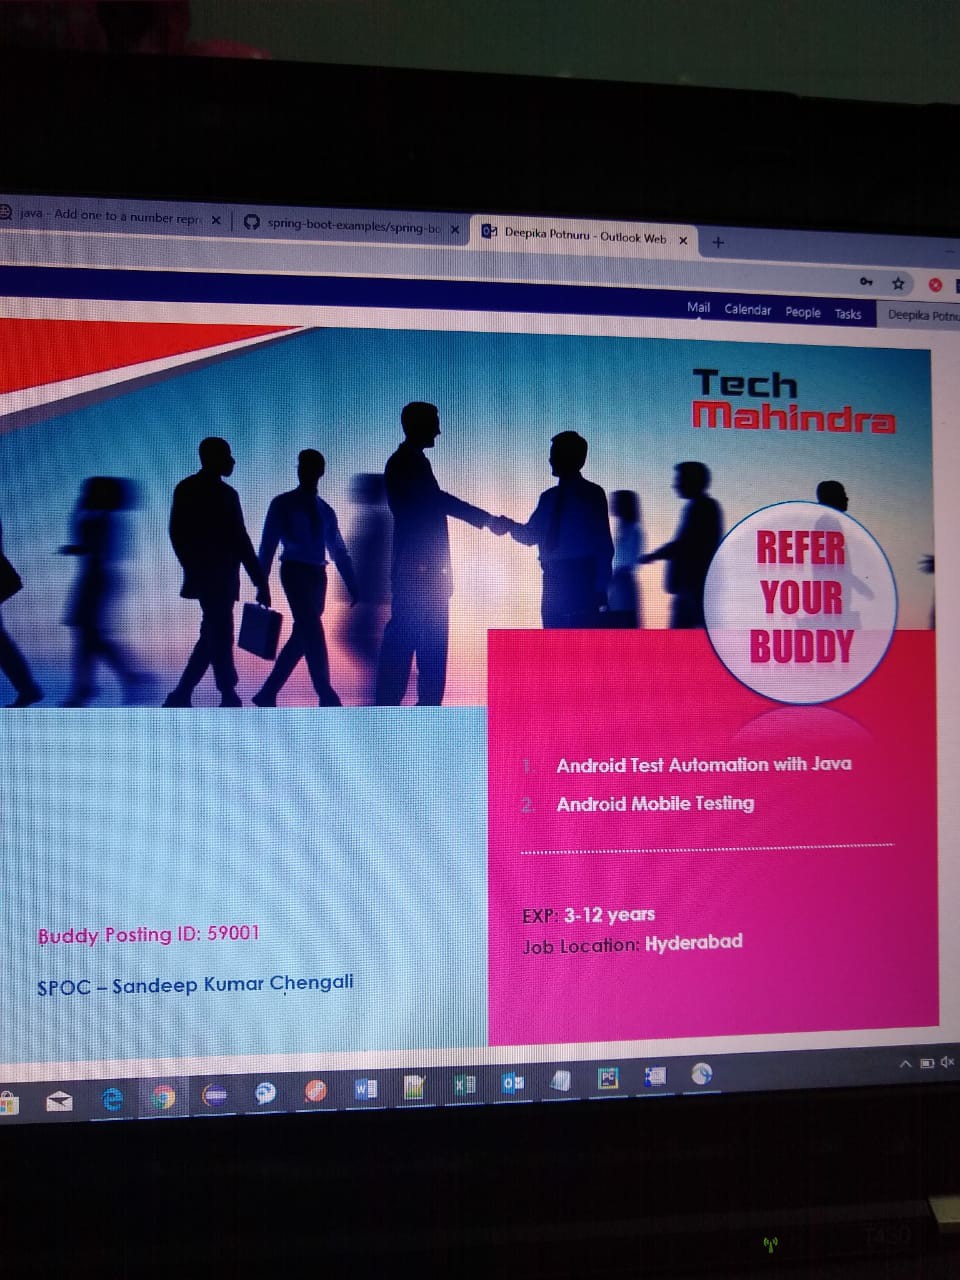 java - Add one to a number repr
spring-boot-examples/spring-bo
Deepika Potnuru - Outlook Web
Mail Calendar People Tasks Deepika Potnu
Tech
Mahindra
REFER
YOUR
BUDDY
1. Android Test Automation with Java
2. Android Mobile Testing
EXP: 3-12 years
Job Location: Hyderabad
Buddy Posting ID: 59001
SPOC – Sandeep Kumar Chengali
T430